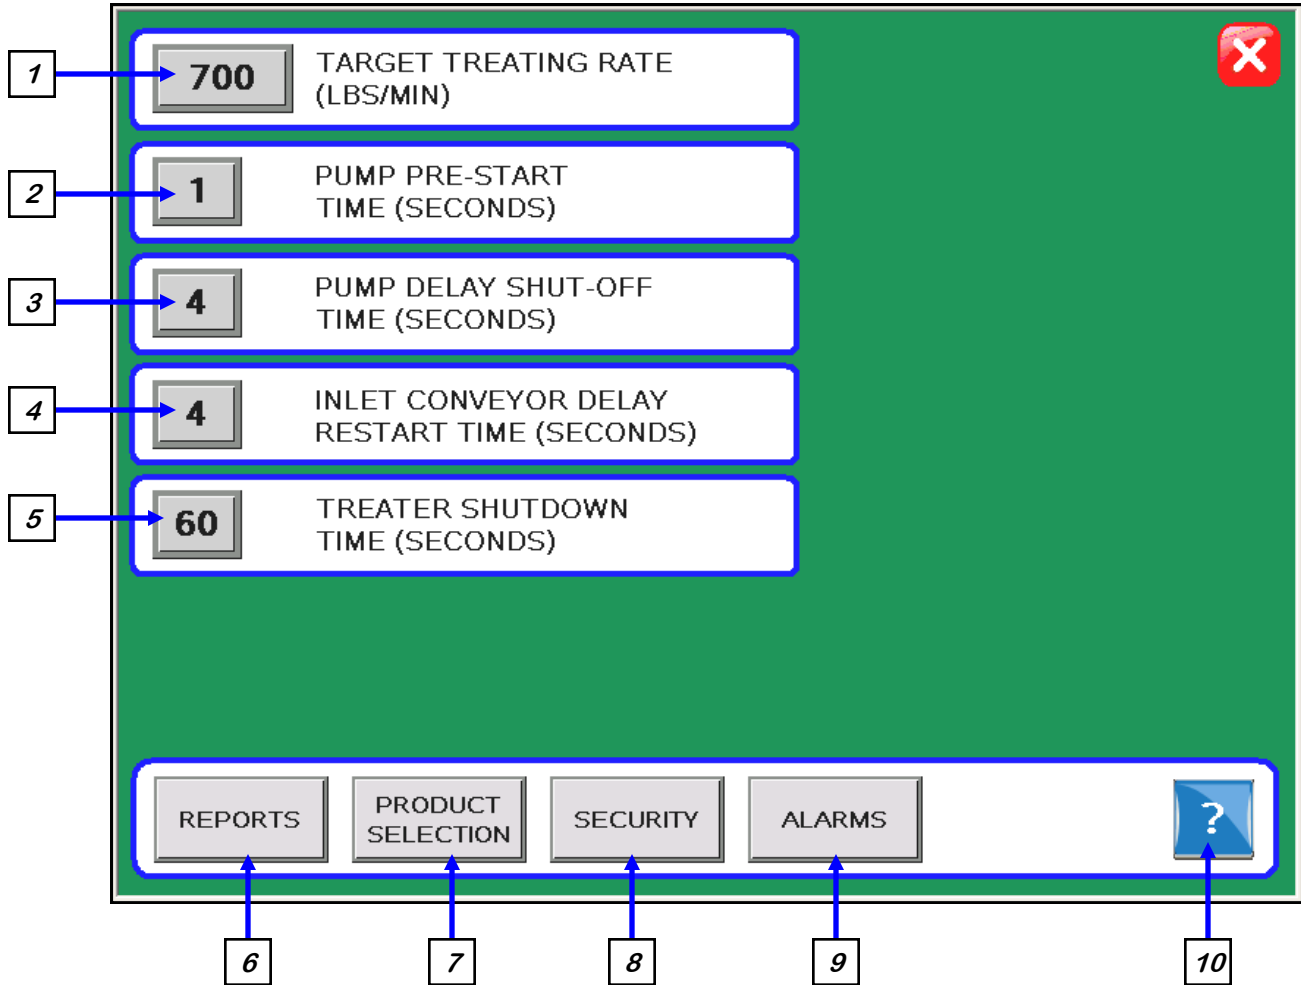 1
700
TARGET TREATING RATE
(LBS/MIN)
2
1
PUMP PRE-START
TIME (SECONDS)
3
4
PUMP DELAY SHUT-OFF
TIME (SECONDS)
4
4
INLET CONVEYOR DELAY
RESTART TIME (SECONDS)
5
60
TREATER SHUTDOWN
TIME (SECONDS)
REPORTS
PRODUCT
SELECTION
SECURITY
ALARMS
?
6
7
8
9
10